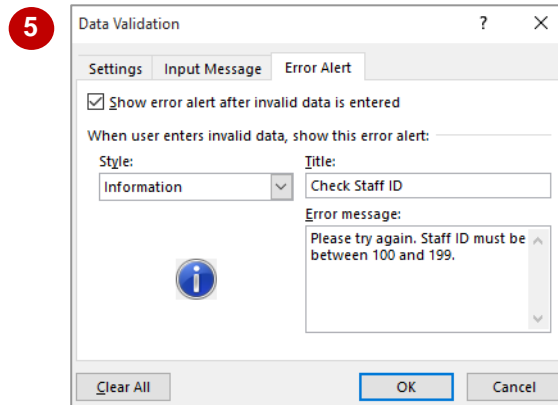 5
Data Validation ? ×
Settings Input Message Error Alert
Show error alert after invalid data is entered
When user enters invalid data, show this error alert:
Style: Title:
Information Check Staff ID
Error message:
Please try again. Staff ID must be
between 100 and 199.
i
Clear All OK Cancel